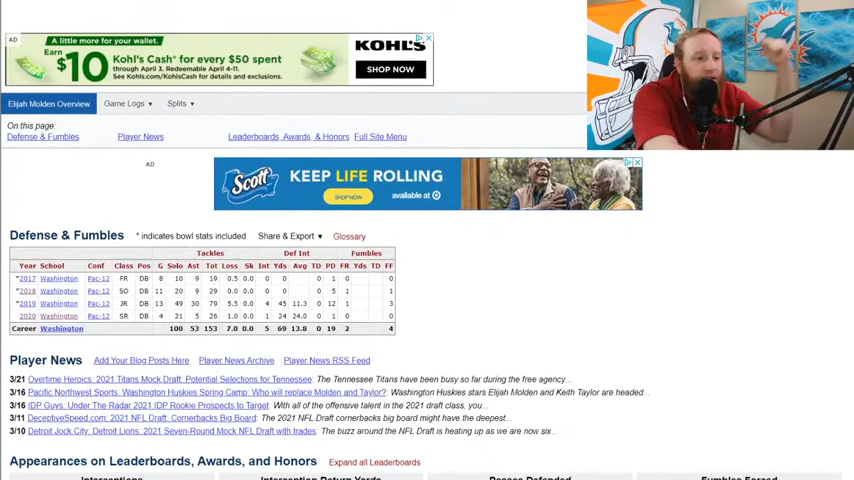 AD
A little more for your wallet.
Earn $10 Kohl's Cash® for every $50 spent
through April 3. Redeemable April 4-11.
See Kohls.com/KohlsCash for details and exclusions.
KOHL'S
SHOP NOW
Elijah Molden Overview Game Logs ▼ Splits ▼
On this page:
Defense & Fumbles Player News Leaderboards, Awards, & Honors Full Site Menu
AD
Scott KEEP LIFE ROLLING
SHOP NOW available at
Defense & Fumbles * indicates bowl stats included Share & Export ▼ Glossary
Tackles Def Int Fumbles
Year School Conf Class Pos G Solo Ast Tot Loss Sk Int Yds Avg TD PD FR Yds TD FF
*2017 Washington Pac-12 FR DB 8 10 9 19 0.5 0.0 0 0 0 1 0 0
*2018 Washington Pac-12 SO DB 11 20 9 29 0.0 0.0 0 0 0 5 1 1
*2019 Washington Pac-12 JR DB 13 49 30 79 5.5 0.0 4 45 11.3 0 12 1 3
2020 Washington Pac-12 SR DB 4 21 5 26 1.0 0.0 1 24 24.0 0 1 0 0
Career Washington 100 53 153 7.0 0.0 5 69 13.8 0 19 2 4
Player News Add Your Blog Posts Here Player News Archive Player News RSS Feed
3/21 Overtime Heroics: 2021 Titans Mock Draft: Potential Selections for Tennessee: The Tennessee Titans have been busy so far during the free agency...
3/16 Pacific Northwest Sports: Washington Huskies Spring Camp: Who will replace Molden and Taylor?: Washington Huskies stars Elijah Molden and Keith Taylor are headed...
3/16 IDP Guys: Under The Radar 2021 IDP Rookie Prospects to Target: With all of the offensive talent in the 2021 draft class, you...
3/11 DeceptiveSpeed.com: 2021 NFL Draft: Cornerbacks Big Board: The 2021 NFL draft cornerbacks big board might have the deepest...
3/10 Detroit Jock City: Detroit Lions: 2021 Seven-Round Mock NFL Draft with trades: The buzz around the NFL Draft is heating up as we are now six...
Appearances on Leaderboards, Awards, and Honors Expand all Leaderboards
Interceptions Interception Return Yards Passes Defended Fumbles Forced